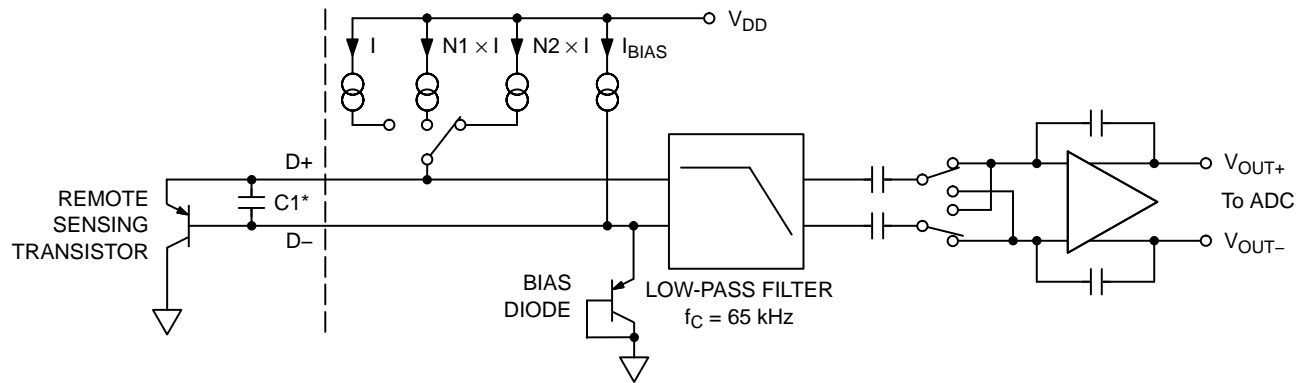 V_DD
I
N1 × I
N2 × I
I_BIAS
D+
REMOTE
SENSING
TRANSISTOR
C1*
D−
BIAS
DIODE
LOW-PASS FILTER
f_C = 65 kHz
V_OUT+
To ADC
V_OUT−